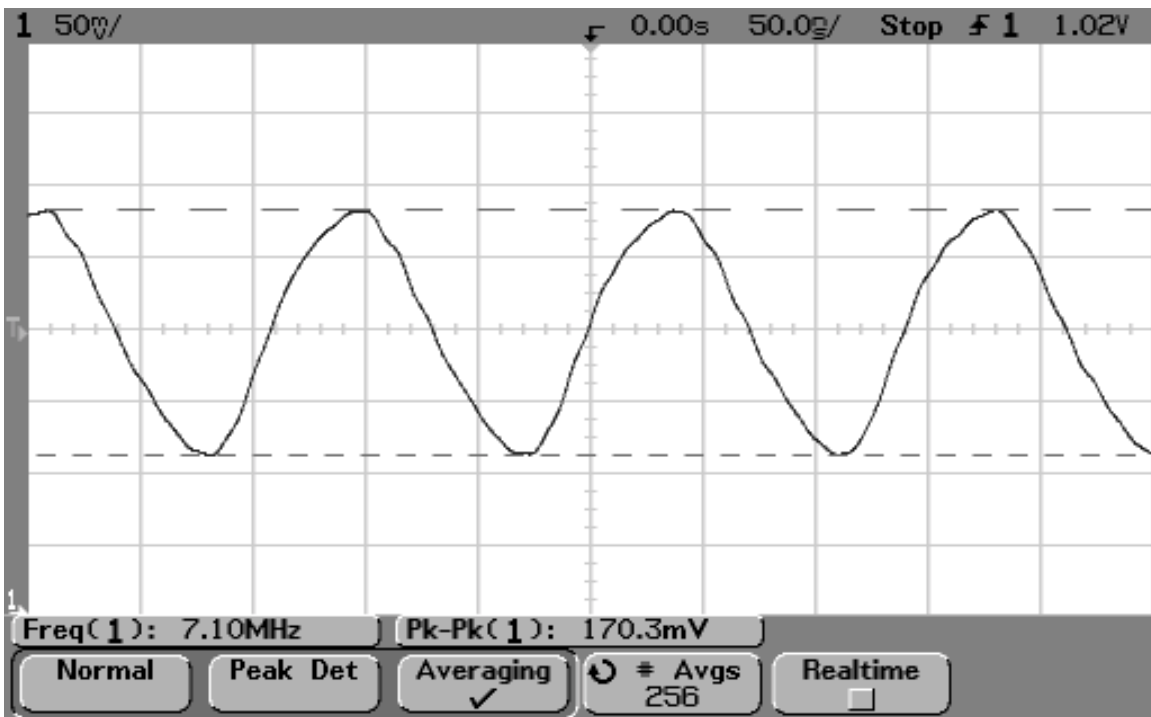 1 50mV/ 0.00s 50.0ns/ Stop 1 1.02V
T
1
Freq(1): 7.10MHz Pk-Pk(1): 170.3mV
Normal Peak Det Averaging # Avgs Realtime
✓ 256